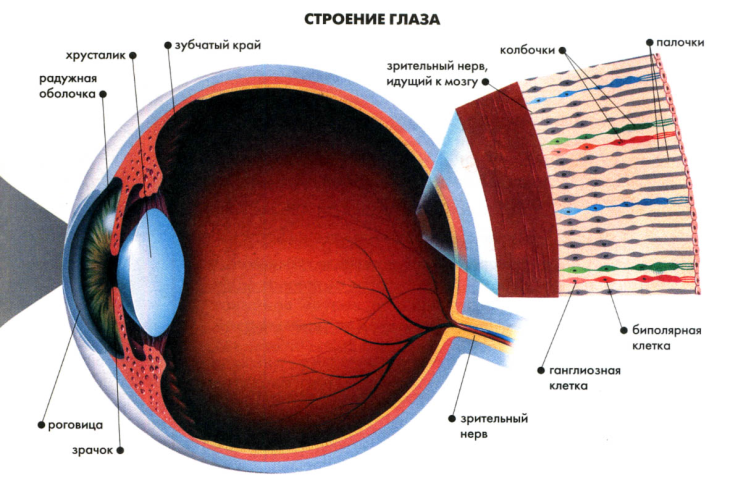 СТРОЕНИЕ ГЛАЗА
зубчатый край
хрусталик
радужная
оболочка
зрительный нерв,
идущий к мозгу
колбочки
палочки
биполярная
клетка
ганглиозная
клетка
зрительный
нерв
роговица
зрачок